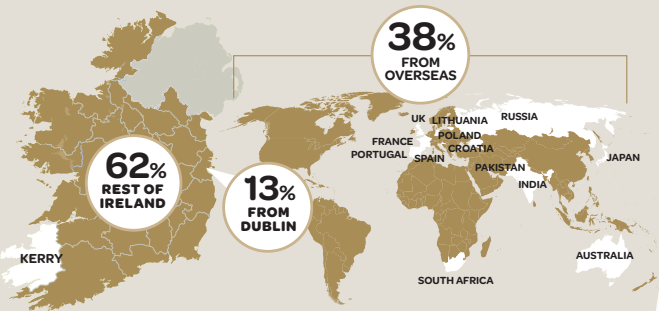 38%
FROM
OVERSEAS
62%
REST OF
IRELAND
13%
FROM
DUBLIN
KERRY
UK
LITHUANIA
RUSSIA
POLAND
FRANCE
CROATIA
PORTUGAL
SPAIN
JAPAN
PAKISTAN
INDIA
AUSTRALIA
SOUTH AFRICA